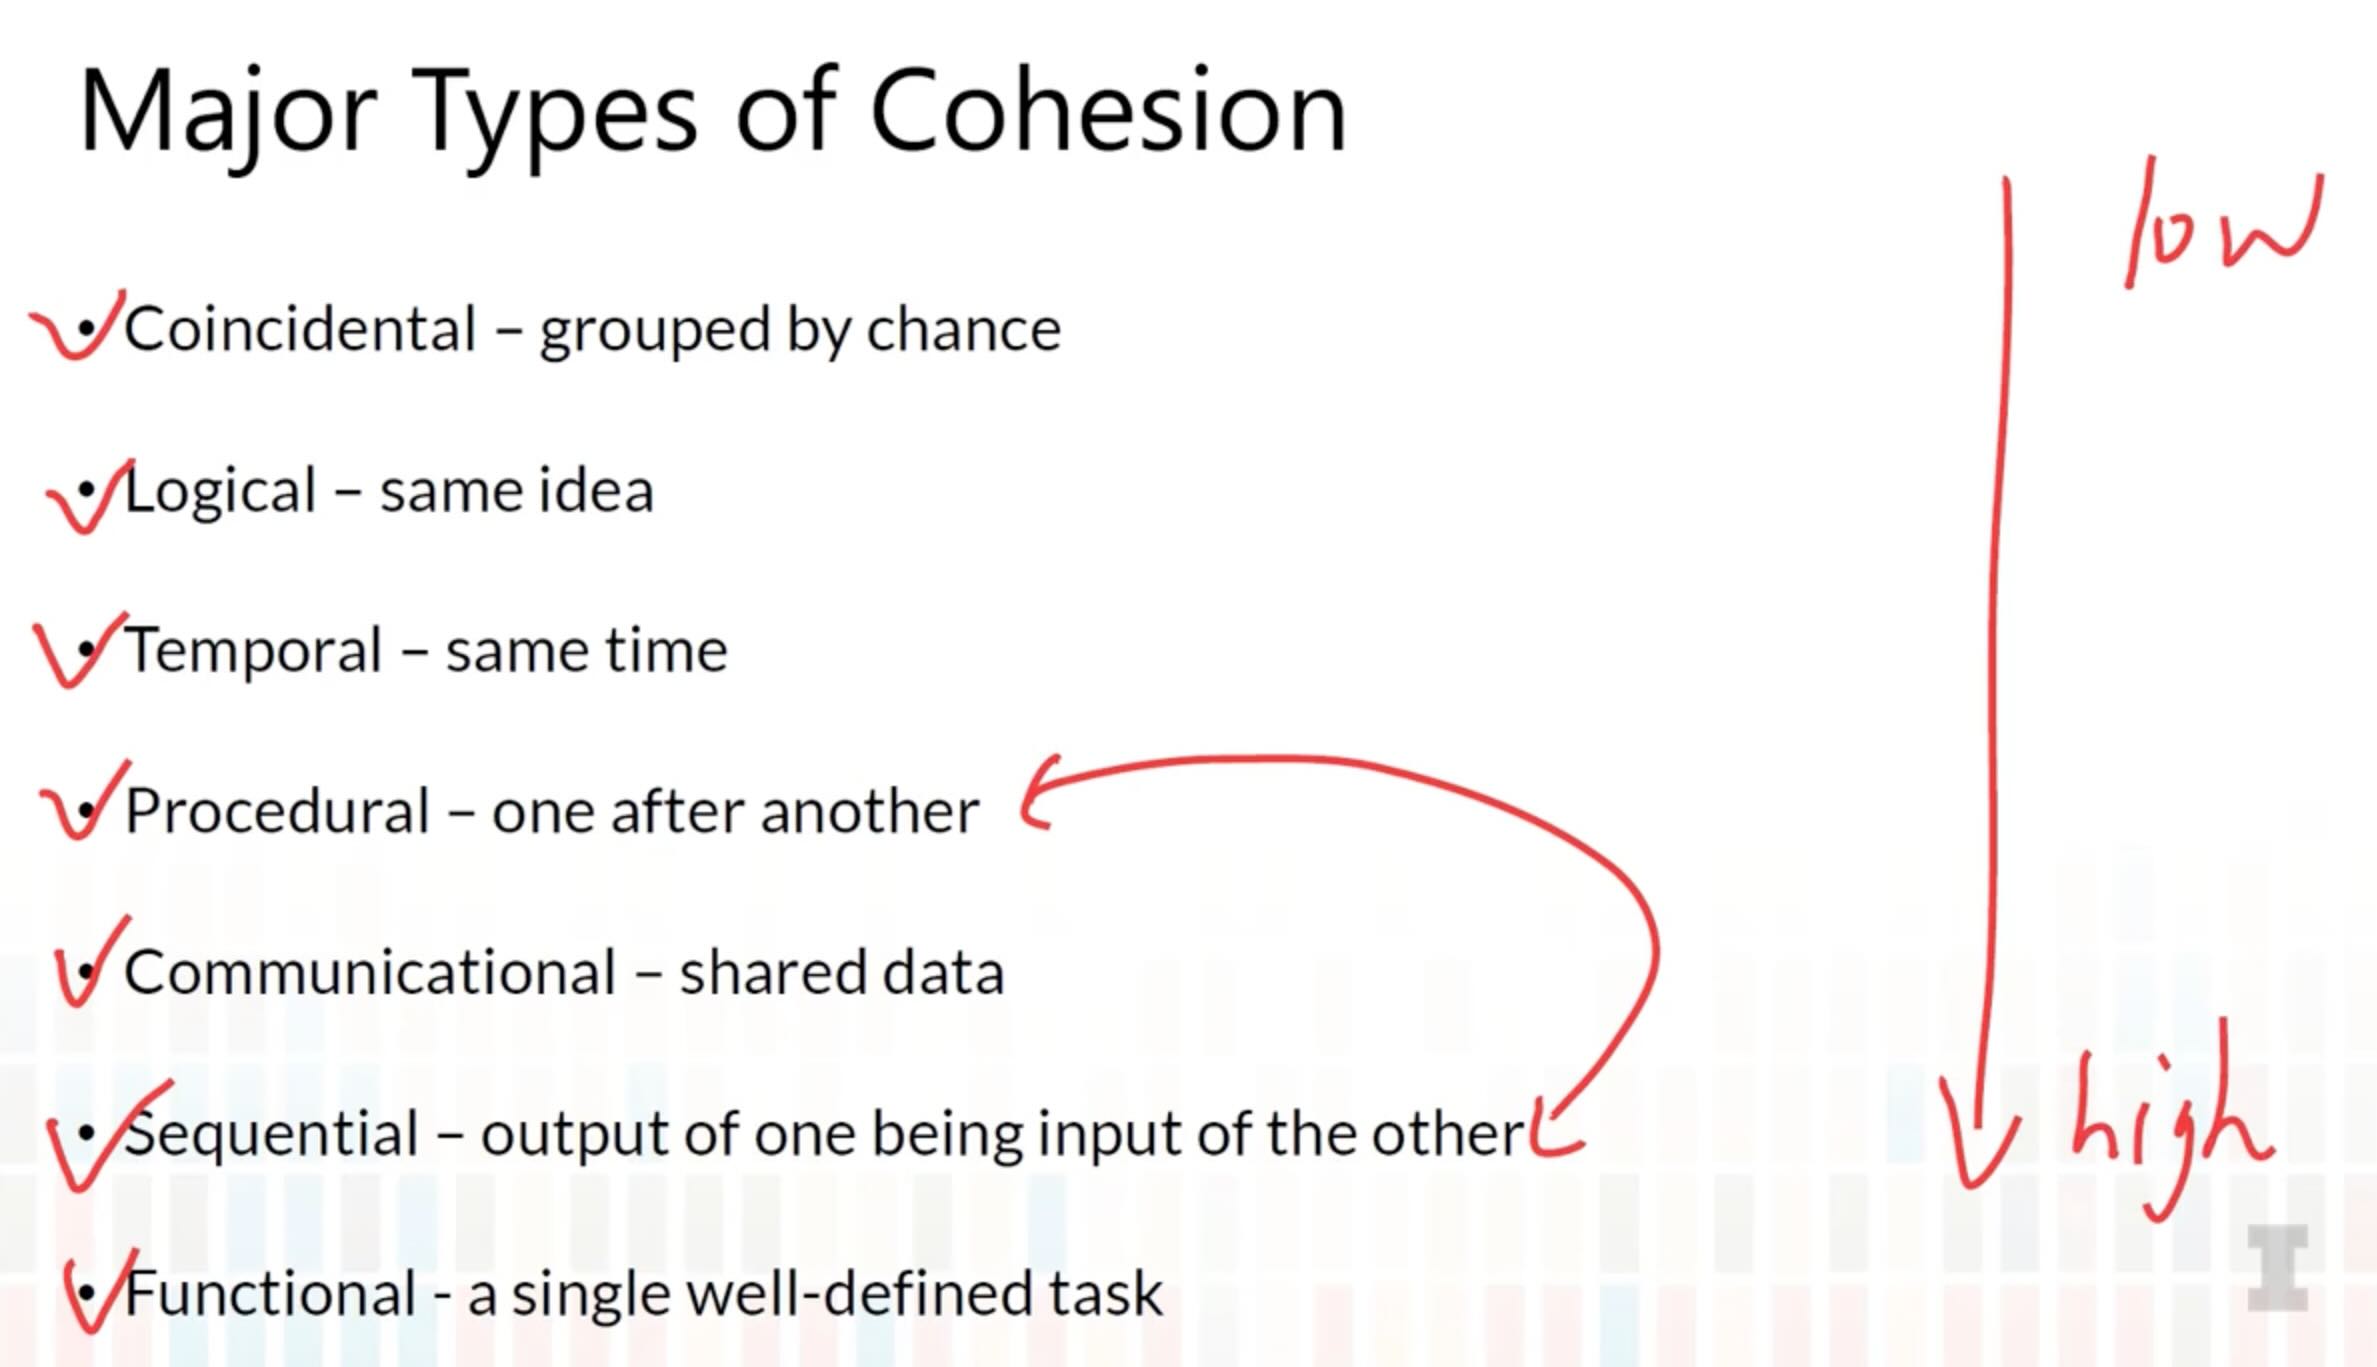 Major Types of Cohesion
low
• Coincidental – grouped by chance
• Logical – same idea
• Temporal – same time
• Procedural – one after another
• Communicational – shared data
• Sequential – output of one being input of the other
high
• Functional - a single well-defined task
I